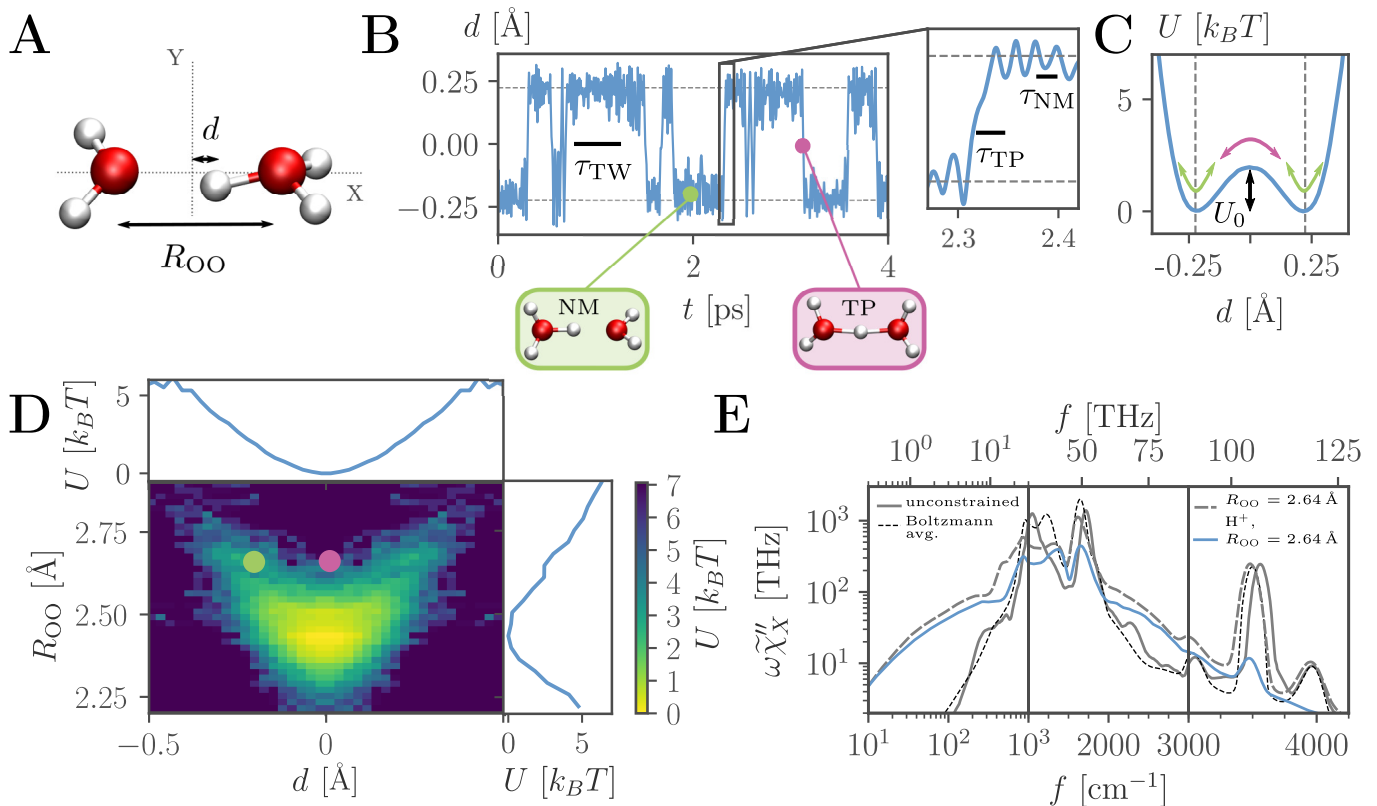 A
Y
d
X
R_OO
B
d [Å]
0.25
0.00
−0.25
τ_TW
0
2
4
t [ps]
NM
TP
τ_NM
τ_TP
2.3
2.4
C
U [k_BT]
5
0
U_0
-0.25
0.25
d [Å]
D
U [k_BT]
5
0
R_OO [Å]
2.75
2.50
2.25
−0.5
0
d [Å]
0
5
U [k_BT]
7
6
5
4
3
2
1
0
U [k_BT]
E
f [THz]
10^0
10^1
50
75
100
125
unconstrained
Boltzmann
avg.
R_OO = 2.64 Å
H^+,
R_OO = 2.64 Å
ωχ̃''_X [THz]
10^3
10^2
10^1
10^1
10^2
10^3
2000
3000
4000
f [cm^−1]